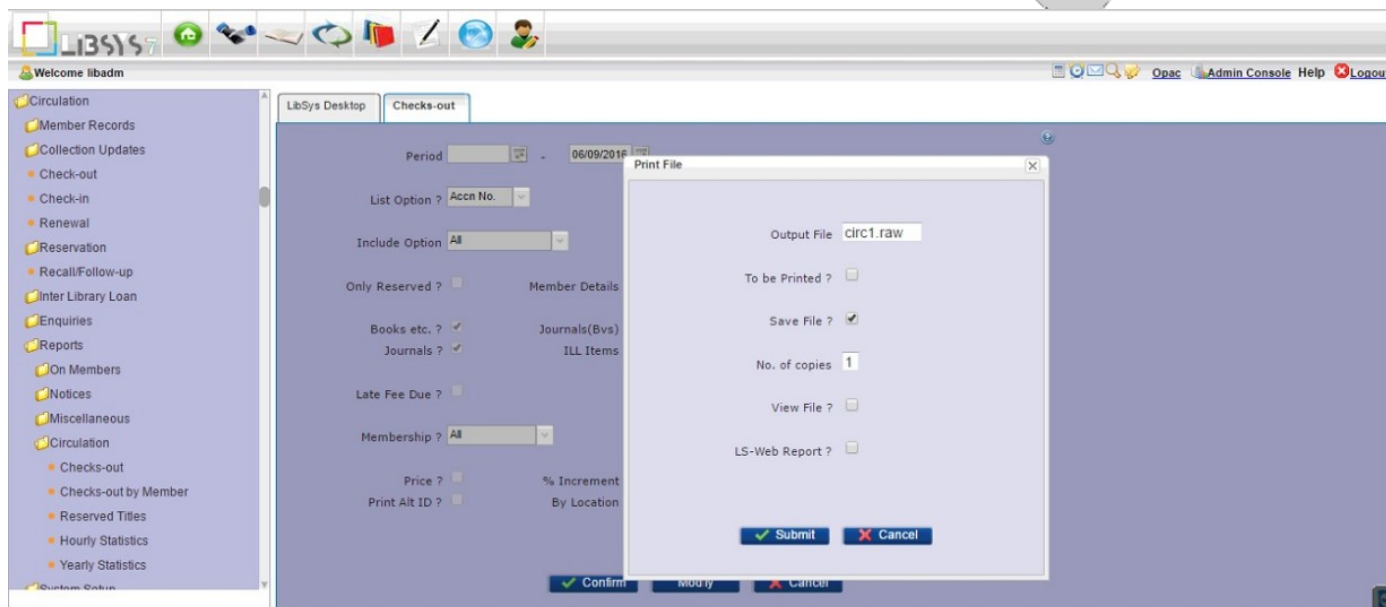 LiBSYS7
Welcome libadm
Opac Admin Console Help Logou
Circulation
Member Records
Collection Updates
Check-out
Check-in
Renewal
Reservation
Recall/Follow-up
Inter Library Loan
Enquiries
Reports
On Members
Notices
Miscellaneous
Circulation
Checks-out
Checks-out by Member
Reserved Titles
Hourly Statistics
Yearly Statistics
System Setup
LibSys Desktop Checks-out
Period - 06/09/2016
List Option ? Accn No.
Include Option All
Only Reserved ? Member Details
Books etc. ? Journals(Bvs)
Journals ? ILL Items
Late Fee Due ?
Membership ? All
Price ? % Increment
Print Alt ID ? By Location
Confirm Modify Cancel
Print File
Output File circ1.raw
To be Printed ?
Save File ?
No. of copies 1
View File ?
LS-Web Report ?
Submit Cancel